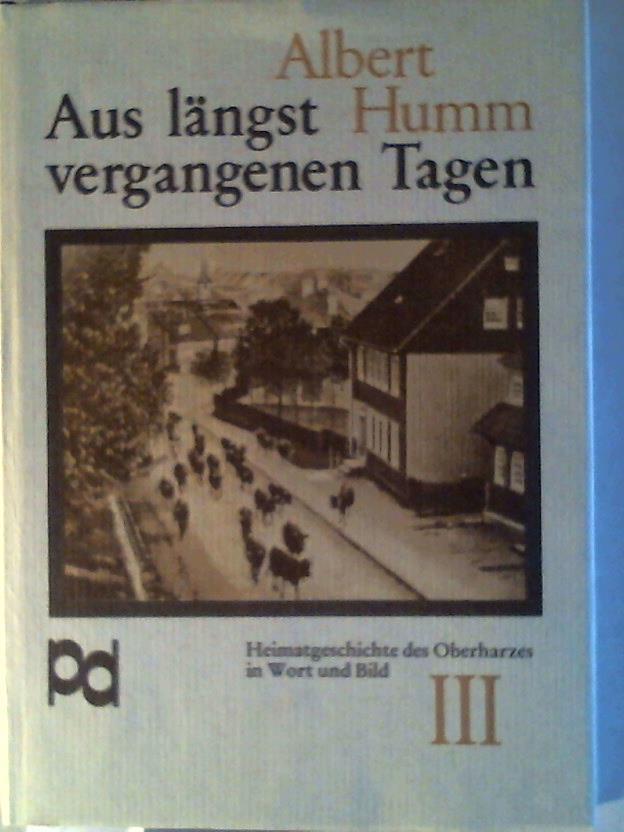 Albert
Aus längst Humm
vergangenen Tagen
pd
Heimatgeschichte des Oberharzes
in Wort und Bild
III